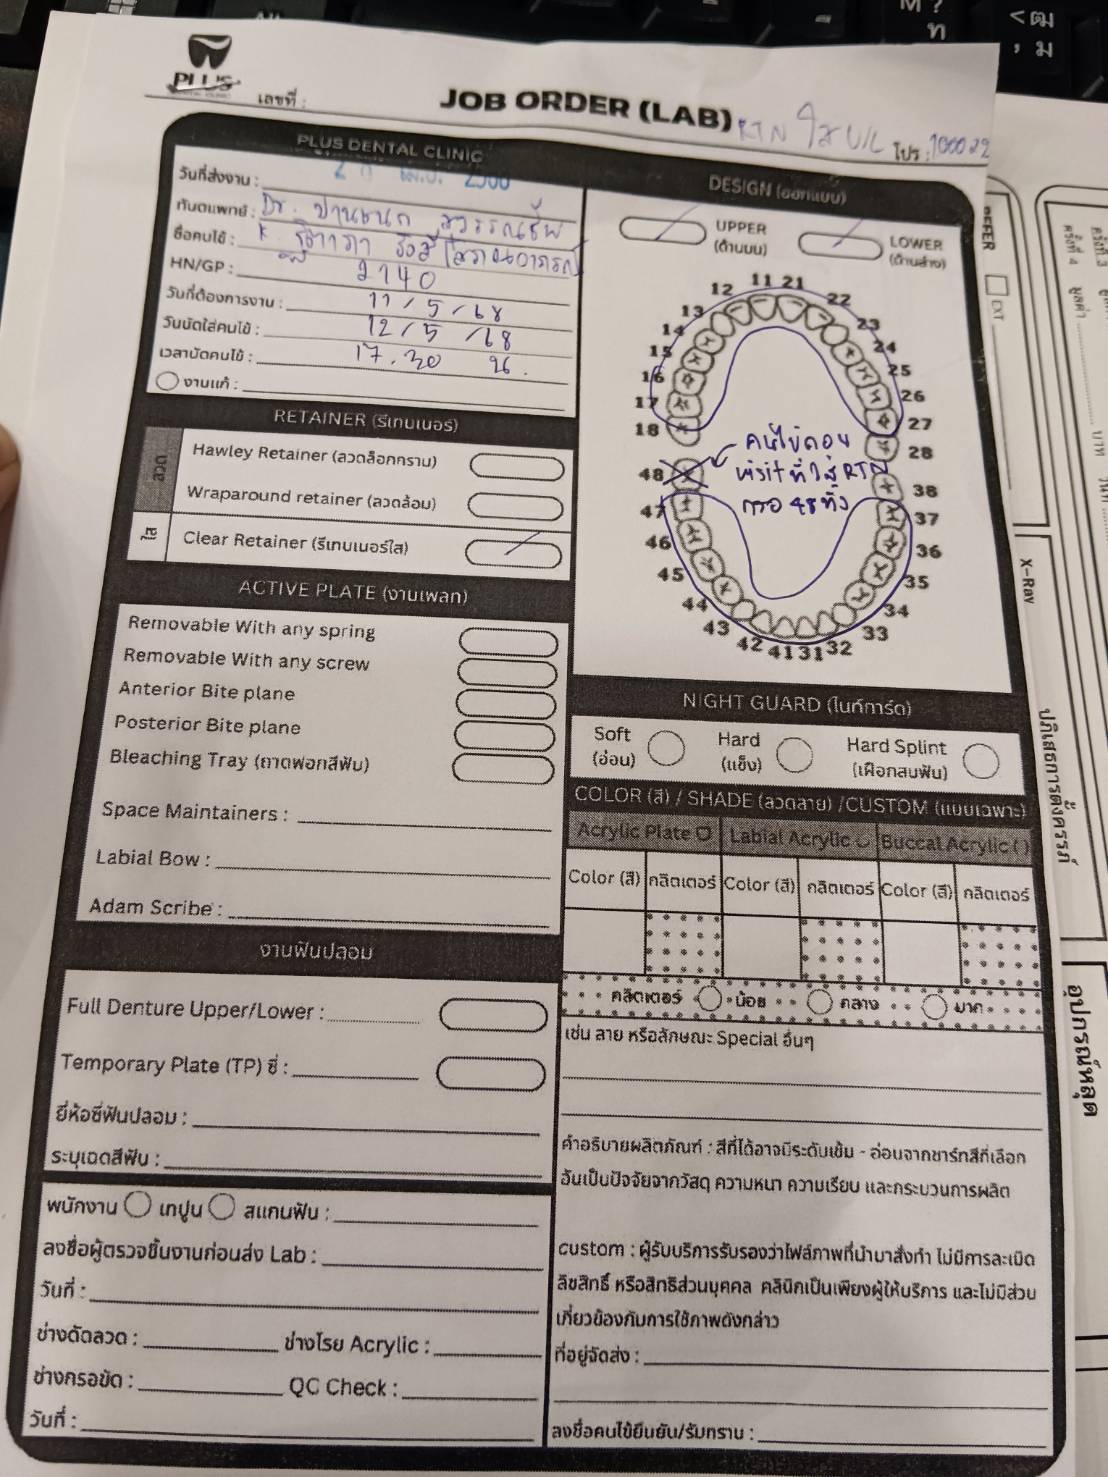 PLUS
เลขที่ :
JOB ORDER (LAB)
RTN ใส U/L
โปร :
PLUS DENTAL CLINIC
วันที่ส่งงาน :
ทันตแพทย์ : Dr. ปานชนก
ชื่อคนไข้ : K.
HN/GP : 2140
วันที่ต้องการงาน : 11/5/68
วันนัดใส่คนไข้ : 12/5/68
เวลานัดคนไข้ : 17.30 น.
งานแก้ :
DESIGN (ออกแบบ)
UPPER
(ด้านบน)
LOWER
(ด้านล่าง)
11 21
12 22
13 23
14 24
15 25
16 26
17 27
18 28
48 38
47 37
46 36
45 35
44 34
43 33
42 41 31 32
คนไข้ถอน
visit ที่ใส่ RTN
กรอ 48 ทิ้ง
RETAINER (รีเทนเนอร์)
ลวด
Hawley Retainer (ลวดล็อกกราม)
Wraparound retainer (ลวดล้อม)
ใส
Clear Retainer (รีเทนเนอร์ใส)
ACTIVE PLATE (งานเพลท)
Removable With any spring
Removable With any screw
Anterior Bite plane
Posterior Bite plane
Bleaching Tray (ถาดฟอกสีฟัน)
Space Maintainers :
Labial Bow :
Adam Scribe :
NIGHT GUARD (ไนท์การ์ด)
Soft
(อ่อน)
Hard
(แข็ง)
Hard Splint
(เฝือกสบฟัน)
COLOR (สี) / SHADE (ลวดลาย) /CUSTOM (แบบเฉพาะ)
Acrylic Plate Labial Acrylic Buccal Acrylic ( )
Color (สี) กลิตเตอร์ Color (สี) กลิตเตอร์ Color (สี) กลิตเตอร์
คลิตเตอร์ น้อย กลาง มาก
เช่น ลาย หรือลักษณะ Special อื่นๆ
งานฟันปลอม
Full Denture Upper/Lower :
Temporary Plate (TP) ซี่ :
ยี่ห้อซี่ฟันปลอม :
ระบุเฉดสีฟัน :
คำอธิบายผลิตภัณฑ์ : สีที่ได้อาจมีระดับเข้ม - อ่อนจากชาร์ทสีที่เลือก
อันเป็นปัจจัยจากวัสดุ ความหนา ความเรียบ และกระบวนการผลิต
พนักงาน เทปูน สแกนฟัน :
ลงชื่อผู้ตรวจชิ้นงานก่อนส่ง Lab :
วันที่ :
ช่างดัดลวด : ช่างโรย Acrylic :
ช่างกรอขัด : QC Check :
วันที่ :
custom : ผู้รับบริการรับรองว่าไฟล์ภาพที่นำมาสั่งทำ ไม่มีการละเมิด
ลิขสิทธิ์ หรือสิทธิส่วนบุคคล คลินิกเป็นเพียงผู้ให้บริการ และไม่มีส่วน
เกี่ยวข้องกับการใช้ภาพดังกล่าว
ที่อยู่จัดส่ง :
ลงชื่อคนไข้ยืนยัน/รับทราบ :
REFER
EXT
X-Ray
ปฏิเสธการตั้งครรภ์
อุปกรณ์หลุด
ครั้งที่ 3
ครั้งที่ 4
มูลค่า
บาท